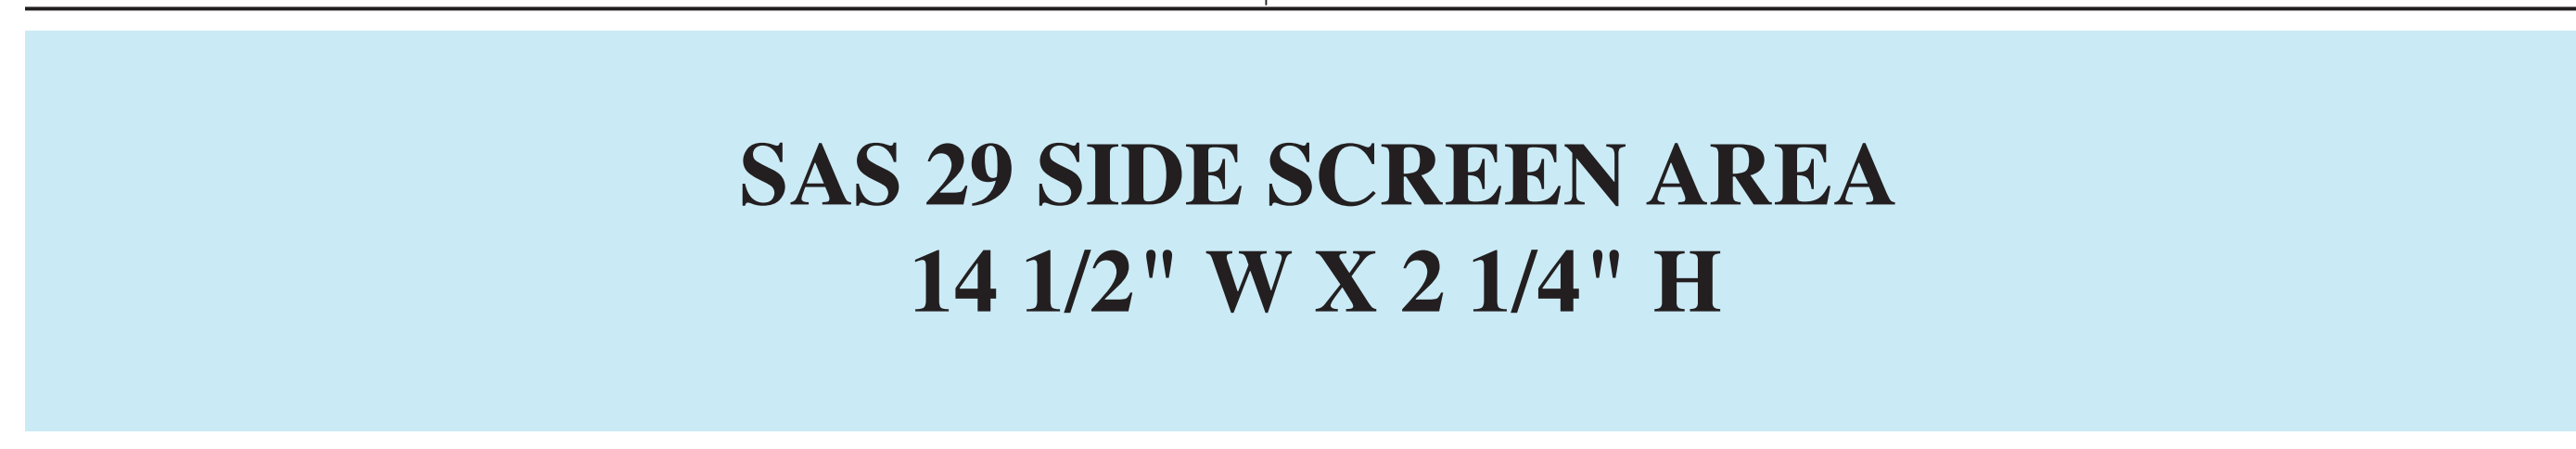 SAS 29 SIDE SCREEN AREA
14 1/2" W X 2 1/4" H